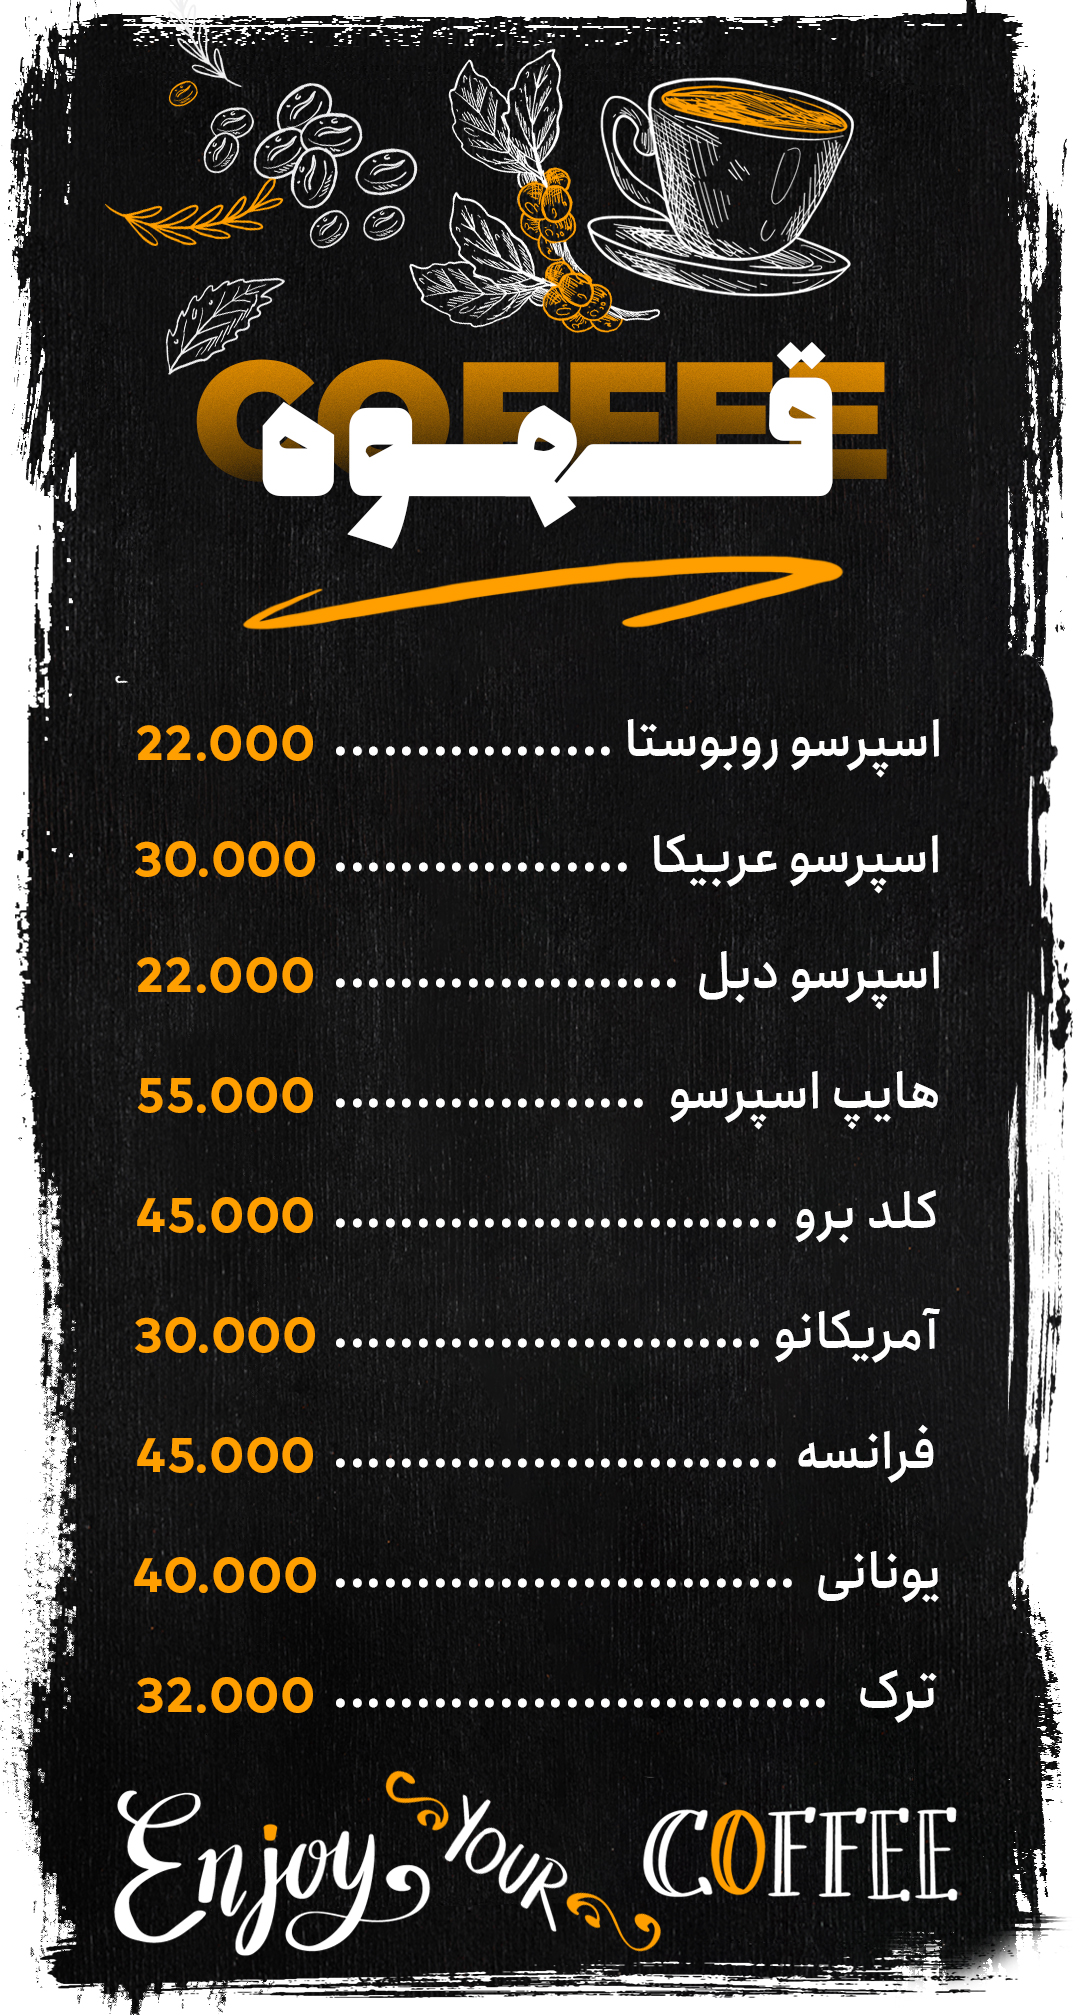 COFFEE
قهوه
اسپرسو روبوستا ................. 22.000
اسپرسو عربیکا .................. 30.000
اسپرسو دبل ..................... 22.000
هایپ اسپرسو ................... 55.000
کلد برو ........................... 45.000
آمریکانو .......................... 30.000
فرانسه ........................... 45.000
یونانی ............................ 40.000
ترک .............................. 32.000
Enjoy YOUR COFFEE